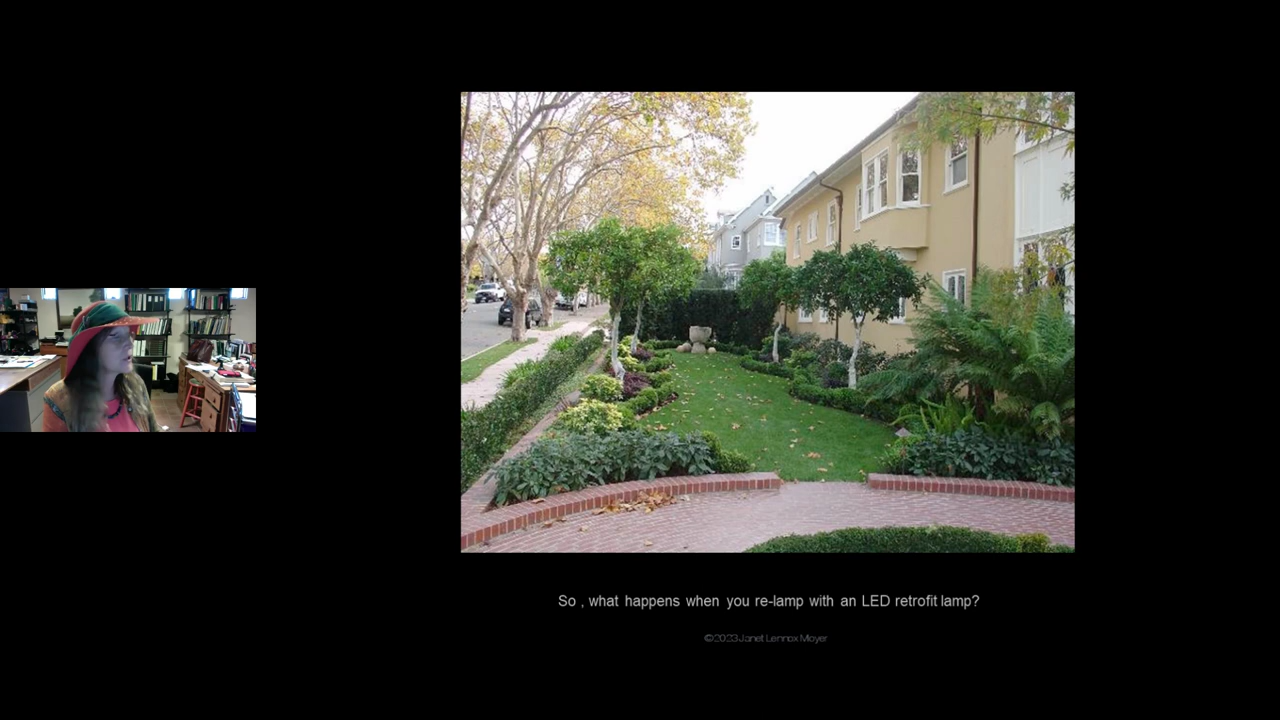 So , what happens when you re-lamp with an LED retrofit lamp?
©2023 Janet Lennox Moyer